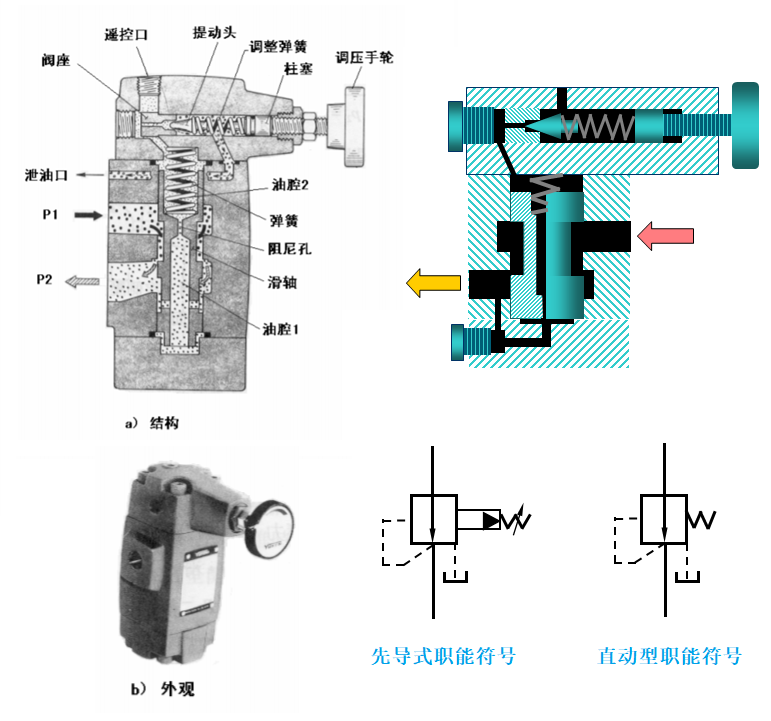 遥控口
提动头
调整弹簧
阀座
柱塞
调压手轮
泄油口
油腔2
P1
弹簧
阻尼孔
P2
滑轴
油腔1
a) 结构
b) 外观
先导式职能符号
直动型职能符号